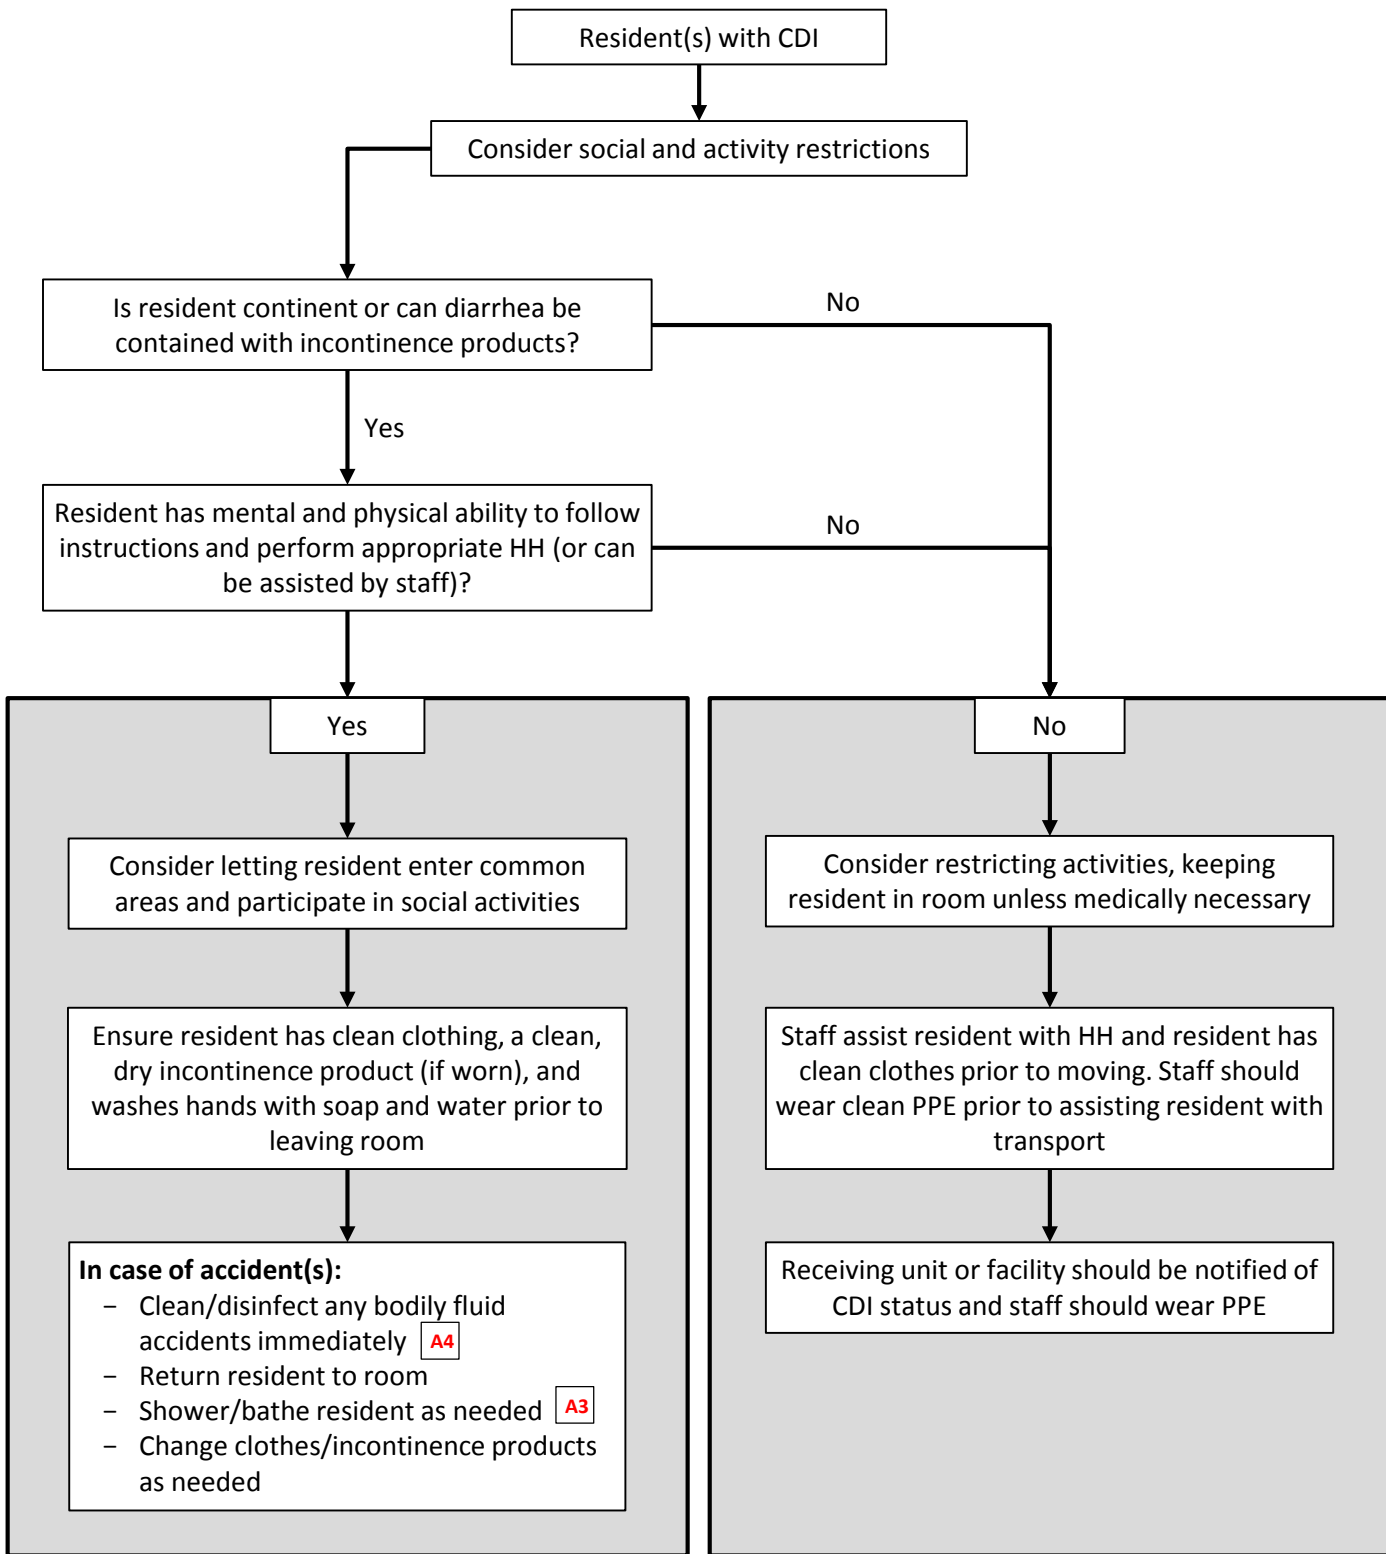 Resident(s) with CDI
Consider social and activity restrictions
Is resident continent or can diarrhea be
contained with incontinence products?
No
Yes
Resident has mental and physical ability to follow
instructions and perform appropriate HH (or can
be assisted by staff)?
No
Yes
Consider letting resident enter common
areas and participate in social activities
Ensure resident has clean clothing, a clean,
dry incontinence product (if worn), and
washes hands with soap and water prior to
leaving room
In case of accident(s):
− Clean/disinfect any bodily fluid
accidents immediately A4
− Return resident to room
− Shower/bathe resident as needed A3
− Change clothes/incontinence products
as needed
No
Consider restricting activities, keeping
resident in room unless medically necessary
Staff assist resident with HH and resident has
clean clothes prior to moving. Staff should
wear clean PPE prior to assisting resident with
transport
Receiving unit or facility should be notified of
CDI status and staff should wear PPE